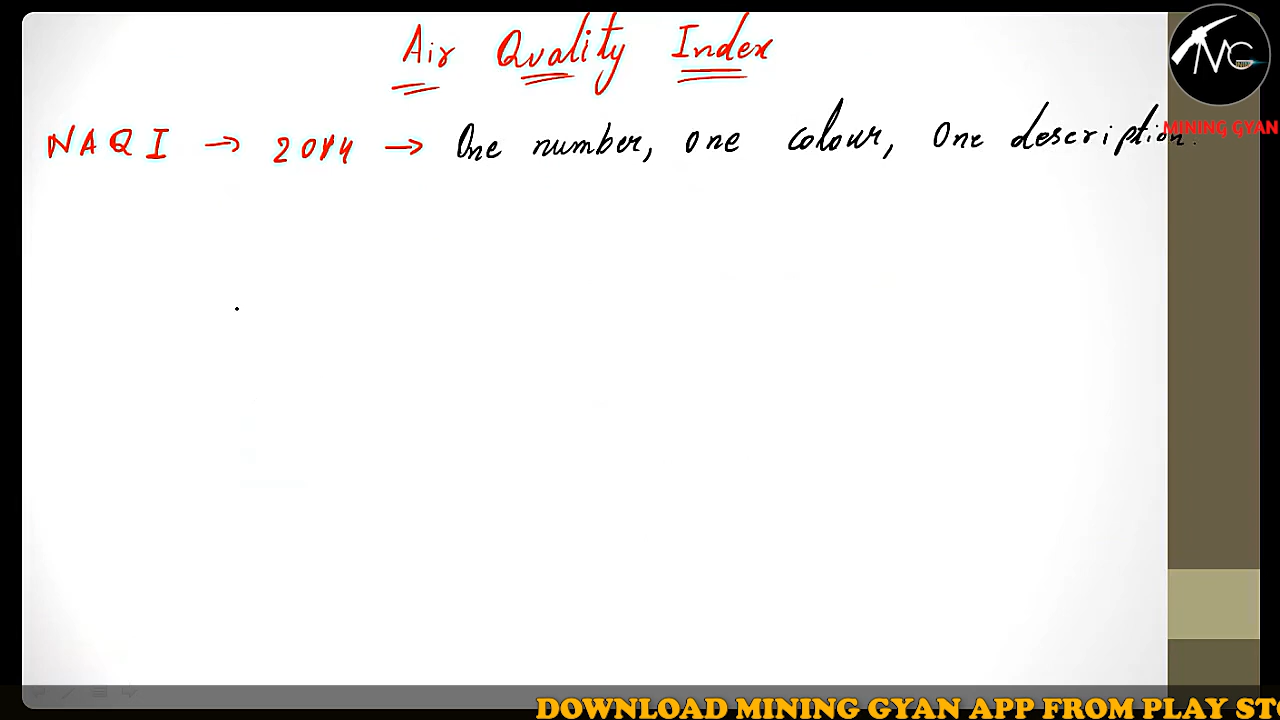 Air Quality Index
NAQI → 2014 → One number, one colour, One description.
MG
MINING GYAN
DOWNLOAD MINING GYAN APP FROM PLAY ST